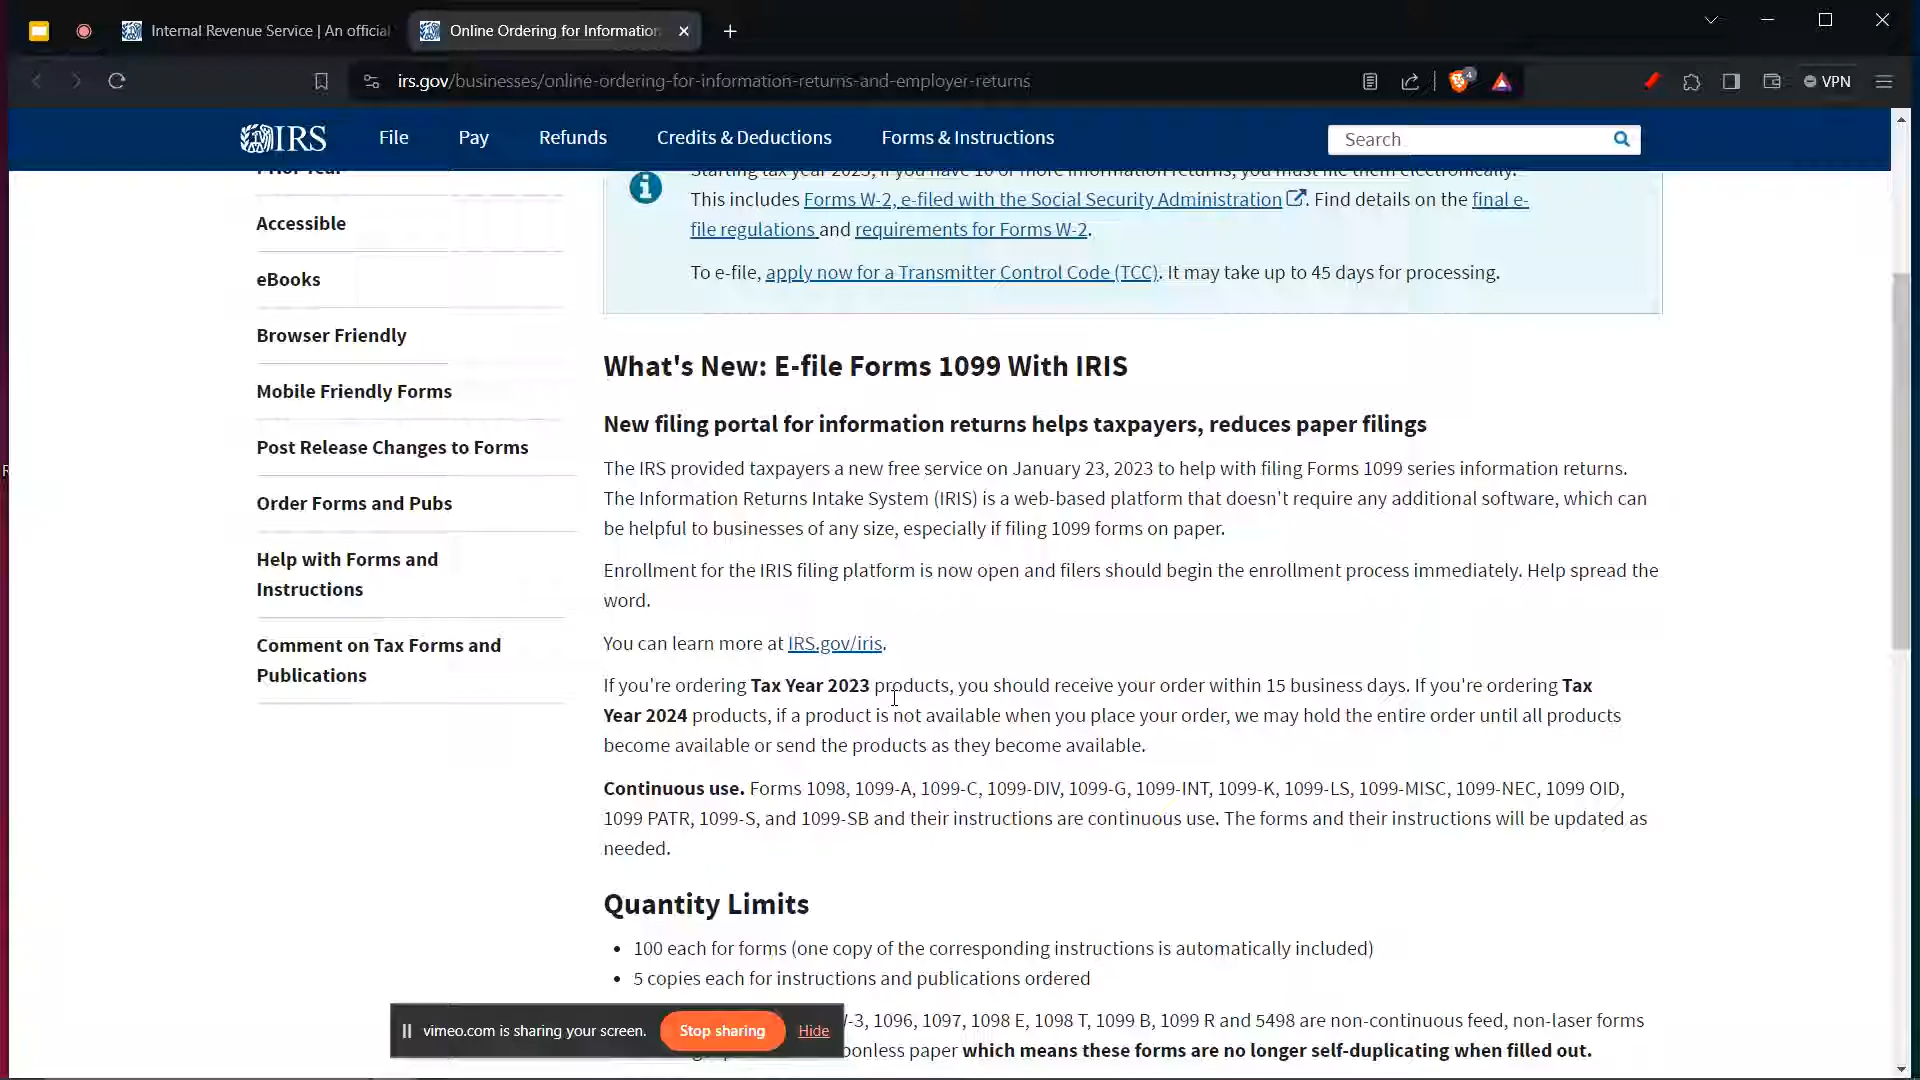 Internal Revenue Service | An official
Online Ordering for Information
irs.gov/businesses/online-ordering-for-information-returns-and-employer-returns
4
VPN
IRS
File
Pay
Refunds
Credits & Deductions
Forms & Instructions
Search
Prior Year
Accessible
eBooks
Browser Friendly
Mobile Friendly Forms
Post Release Changes to Forms
Order Forms and Pubs
Help with Forms and
Instructions
Comment on Tax Forms and
Publications
Starting tax year 2023, if you have 10 or more information returns, you must file them electronically.
This includes Forms W-2, e-filed with the Social Security Administration. Find details on the final e-
file regulations and requirements for Forms W-2.
To e-file, apply now for a Transmitter Control Code (TCC). It may take up to 45 days for processing.
What's New: E-file Forms 1099 With IRIS
New filing portal for information returns helps taxpayers, reduces paper filings
The IRS provided taxpayers a new free service on January 23, 2023 to help with filing Forms 1099 series information returns.
The Information Returns Intake System (IRIS) is a web-based platform that doesn't require any additional software, which can
be helpful to businesses of any size, especially if filing 1099 forms on paper.
Enrollment for the IRIS filing platform is now open and filers should begin the enrollment process immediately. Help spread the
word.
You can learn more at IRS.gov/iris.
If you're ordering Tax Year 2023 products, you should receive your order within 15 business days. If you're ordering Tax
Year 2024 products, if a product is not available when you place your order, we may hold the entire order until all products
become available or send the products as they become available.
Continuous use. Forms 1098, 1099-A, 1099-C, 1099-DIV, 1099-G, 1099-INT, 1099-K, 1099-LS, 1099-MISC, 1099-NEC, 1099 OID,
1099 PATR, 1099-S, and 1099-SB and their instructions are continuous use. The forms and their instructions will be updated as
needed.
Quantity Limits
• 100 each for forms (one copy of the corresponding instructions is automatically included)
• 5 copies each for instructions and publications ordered
-3, 1096, 1097, 1098 E, 1098 T, 1099 B, 1099 R and 5498 are non-continuous feed, non-laser forms
onless paper which means these forms are no longer self-duplicating when filled out.
vimeo.com is sharing your screen.
Stop sharing
Hide